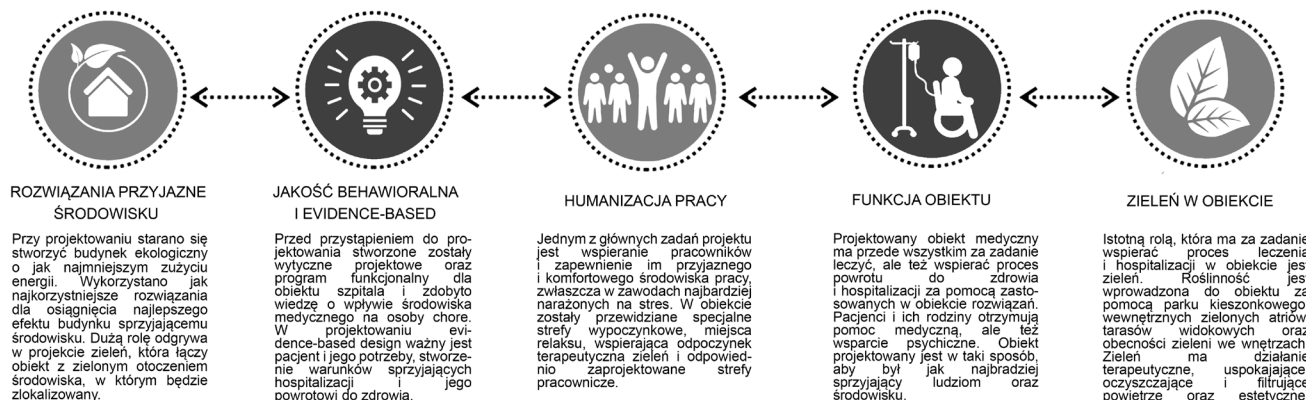 ROZWIĄZANIA PRZYJAZNE
ŚRODOWISKU
Przy projektowaniu starano się
stworzyć budynek ekologiczny
o jak najmniejszym zużyciu
energii. Wykorzystano jak
najkorzystniejsze rozwiązania
dla osiągnięcia najlepszego
efektu budynku sprzyjającemu
środowisku. Dużą rolę odgrywa
w projekcie zieleń, która łączy
obiekt z zielonym otoczeniem
środowiska, w którym będzie
zlokalizowany.
JAKOŚĆ BEHAWIORALNA
I EVIDENCE-BASED
Przed przystąpieniem do pro-
jektowania stworzone zostały
wytyczne projektowe oraz
program funkcjonalny dla
obiektu szpitala i zdobyto
wiedzę o wpływie środowiska
medycznego na osoby chore.
W projektowaniu evi-
dence-based design ważny jest
pacjent i jego potrzeby, stworze-
nie warunków sprzyjających
hospitalizacji i jego
powrotowi do zdrowia.
HUMANIZACJA PRACY
Jednym z głównych zadań projektu
jest wspieranie pracowników
i zapewnienie im przyjaznego
i komfortowego środowiska pracy,
zwłaszcza w zawodach najbardziej
narażonych na stres. W obiekcie
zostały przewidziane specjalne
strefy wypoczynkowe, miejsca
relaksu, wspierająca odpoczynek
terapeutyczna zieleń i odpowied-
nio zaprojektowane strefy
pracownicze.
FUNKCJA OBIEKTU
Projektowany obiekt medyczny
ma przede wszystkim za zadanie
leczyć, ale też wspierać proces
powrotu do zdrowia
i hospitalizacji za pomocą zasto-
sowanych w obiekcie rozwiązań.
Pacjenci i ich rodziny otrzymują
pomoc medyczną, ale też
wsparcie psychiczne. Obiekt
projektowany jest w taki sposób,
aby był jak najbradziej
sprzyjający ludziom oraz
środowisku.
ZIELEŃ W OBIEKCIE
Istotną rolą, która ma za zadanie
wspierać proces leczenia
i hospitalizacji w obiekcie jest
zieleń. Roślinność jest
wprowadzona do obiektu za
pomocą parku kieszonkowego,
wewnętrznych zielonych atriów,
tarasów widokowych oraz
obecności zieleni we wnętrzach.
Zieleń ma działanie
terapeutyczne, uspokajające,
oczyszczające i filtrujące
powietrze oraz estetyczne.